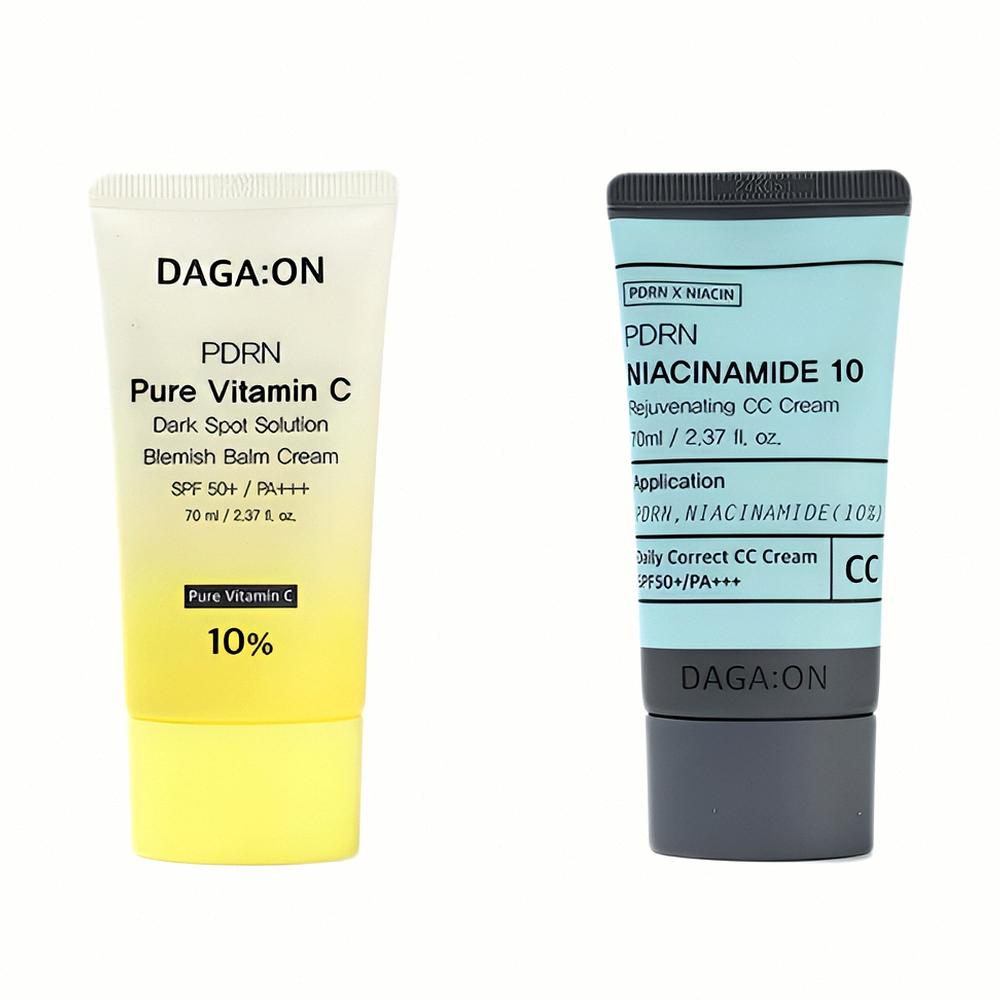 DAGA:ON
PDRN
Pure Vitamin C
Dark Spot Solution
Blemish Balm Cream
SPF 50+ / PA+++
70 ml / 2.37 fl. oz.
Pure Vitamin C
10%
PDRN X NIACIN
PDRN
NIACINAMIDE 10
Rejuvenating CC Cream
70ml / 2.37 fl. oz.
Application
PDRN,NIACINAMIDE(10%)
Daily Correct CC Cream
SPF50+/PA+++
CC
DAGA:ON